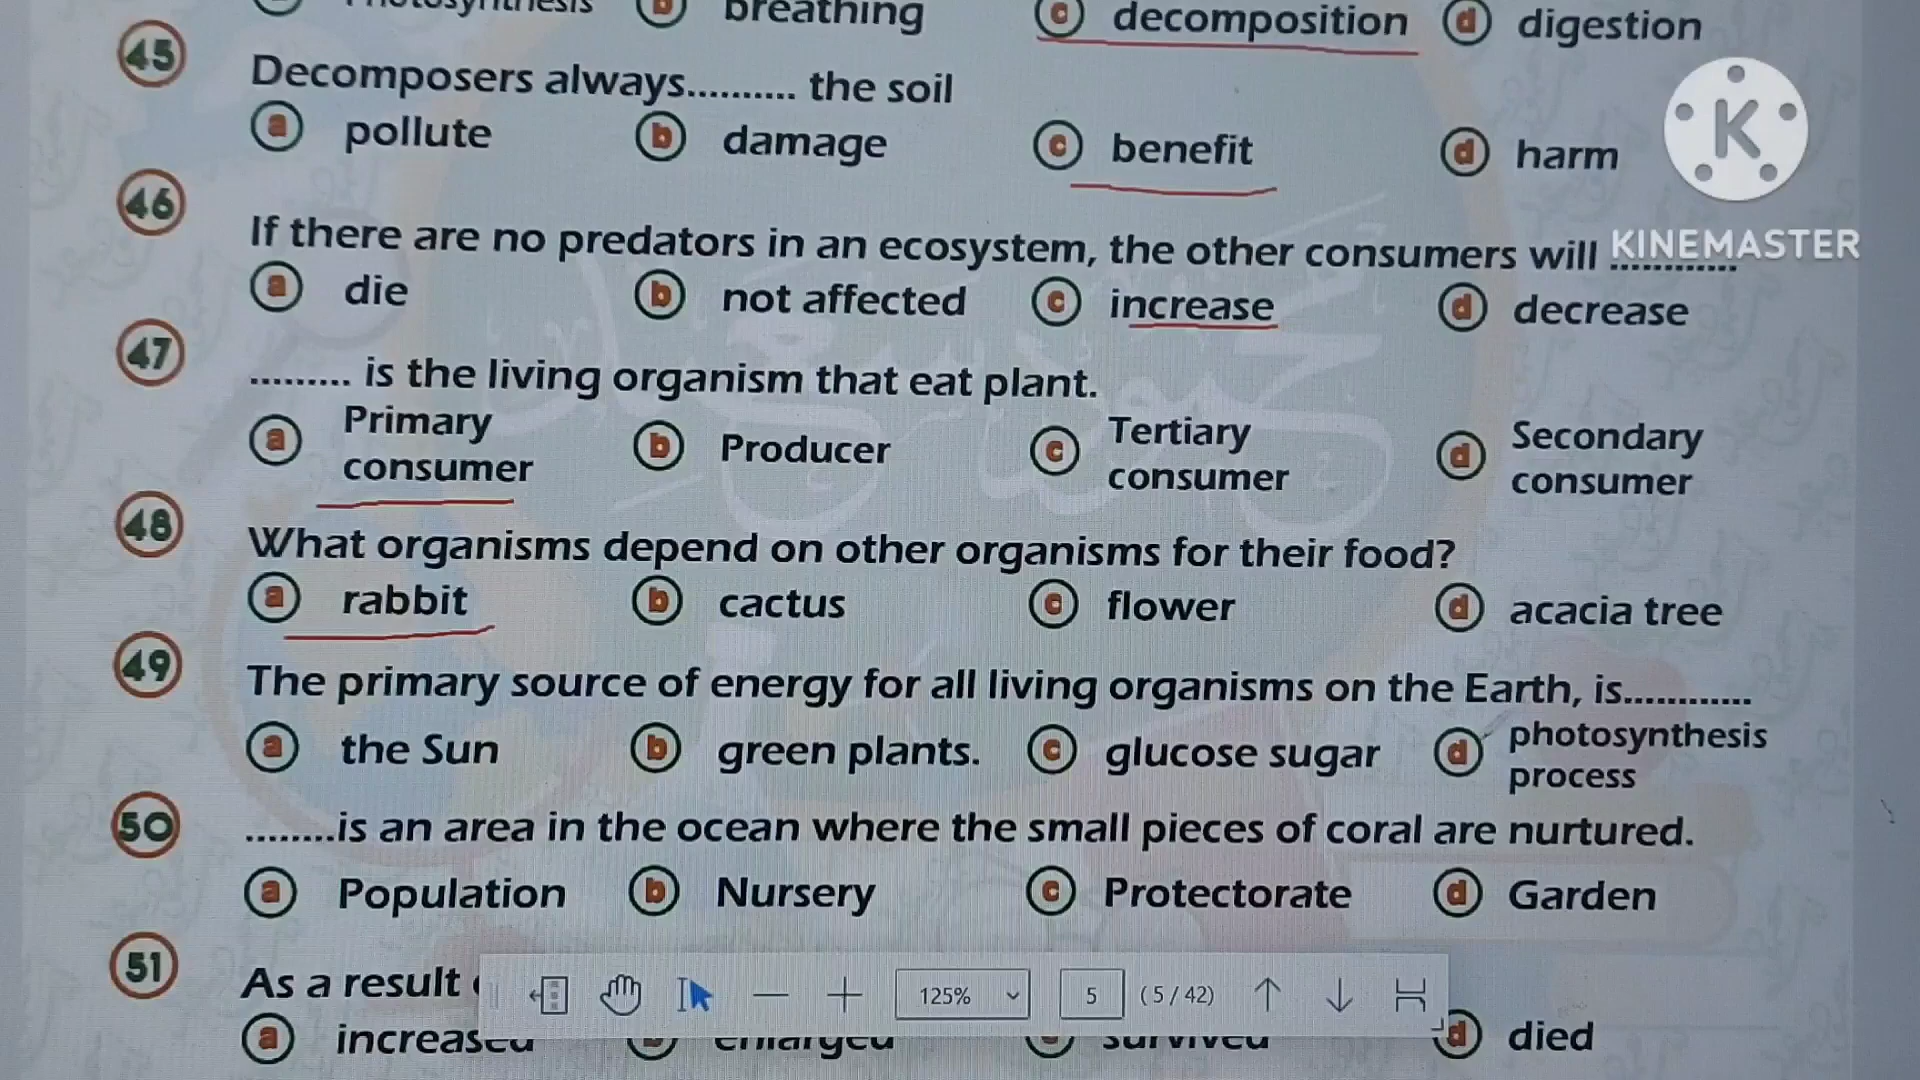 b breathing c decomposition d digestion
45 Decomposers always.......... the soil
a pollute b damage c benefit d harm
K
KINEMASTER
46 If there are no predators in an ecosystem, the other consumers will ............
a die b not affected c increase d decrease
47 ......... is the living organism that eat plant.
a Primary consumer b Producer c Tertiary consumer d Secondary consumer
48 What organisms depend on other organisms for their food?
a rabbit b cactus c flower d acacia tree
49 The primary source of energy for all living organisms on the Earth, is............
a the Sun b green plants. c glucose sugar d photosynthesis process
50 ........is an area in the ocean where the small pieces of coral are nurtured.
a Population b Nursery c Protectorate d Garden
51 As a result
125% 5 (5 / 42)
a increased d died